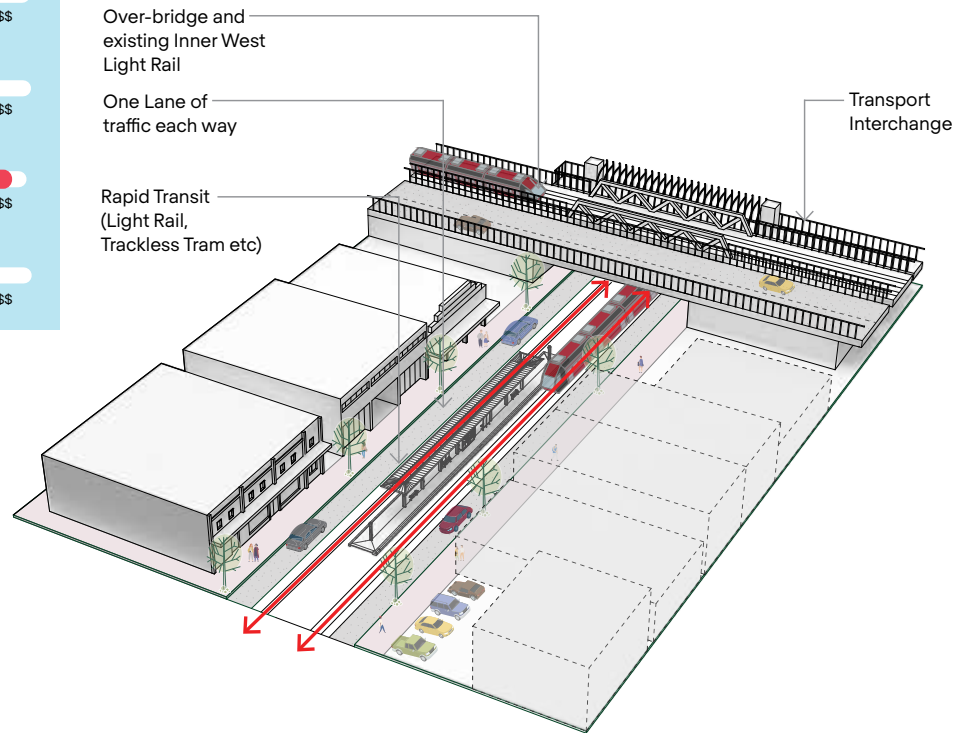 $$
$$
$$
$$
Over-bridge and
existing Inner West
Light Rail
One Lane of
traffic each way
Rapid Transit
(Light Rail,
Trackless Tram etc)
Transport
Interchange